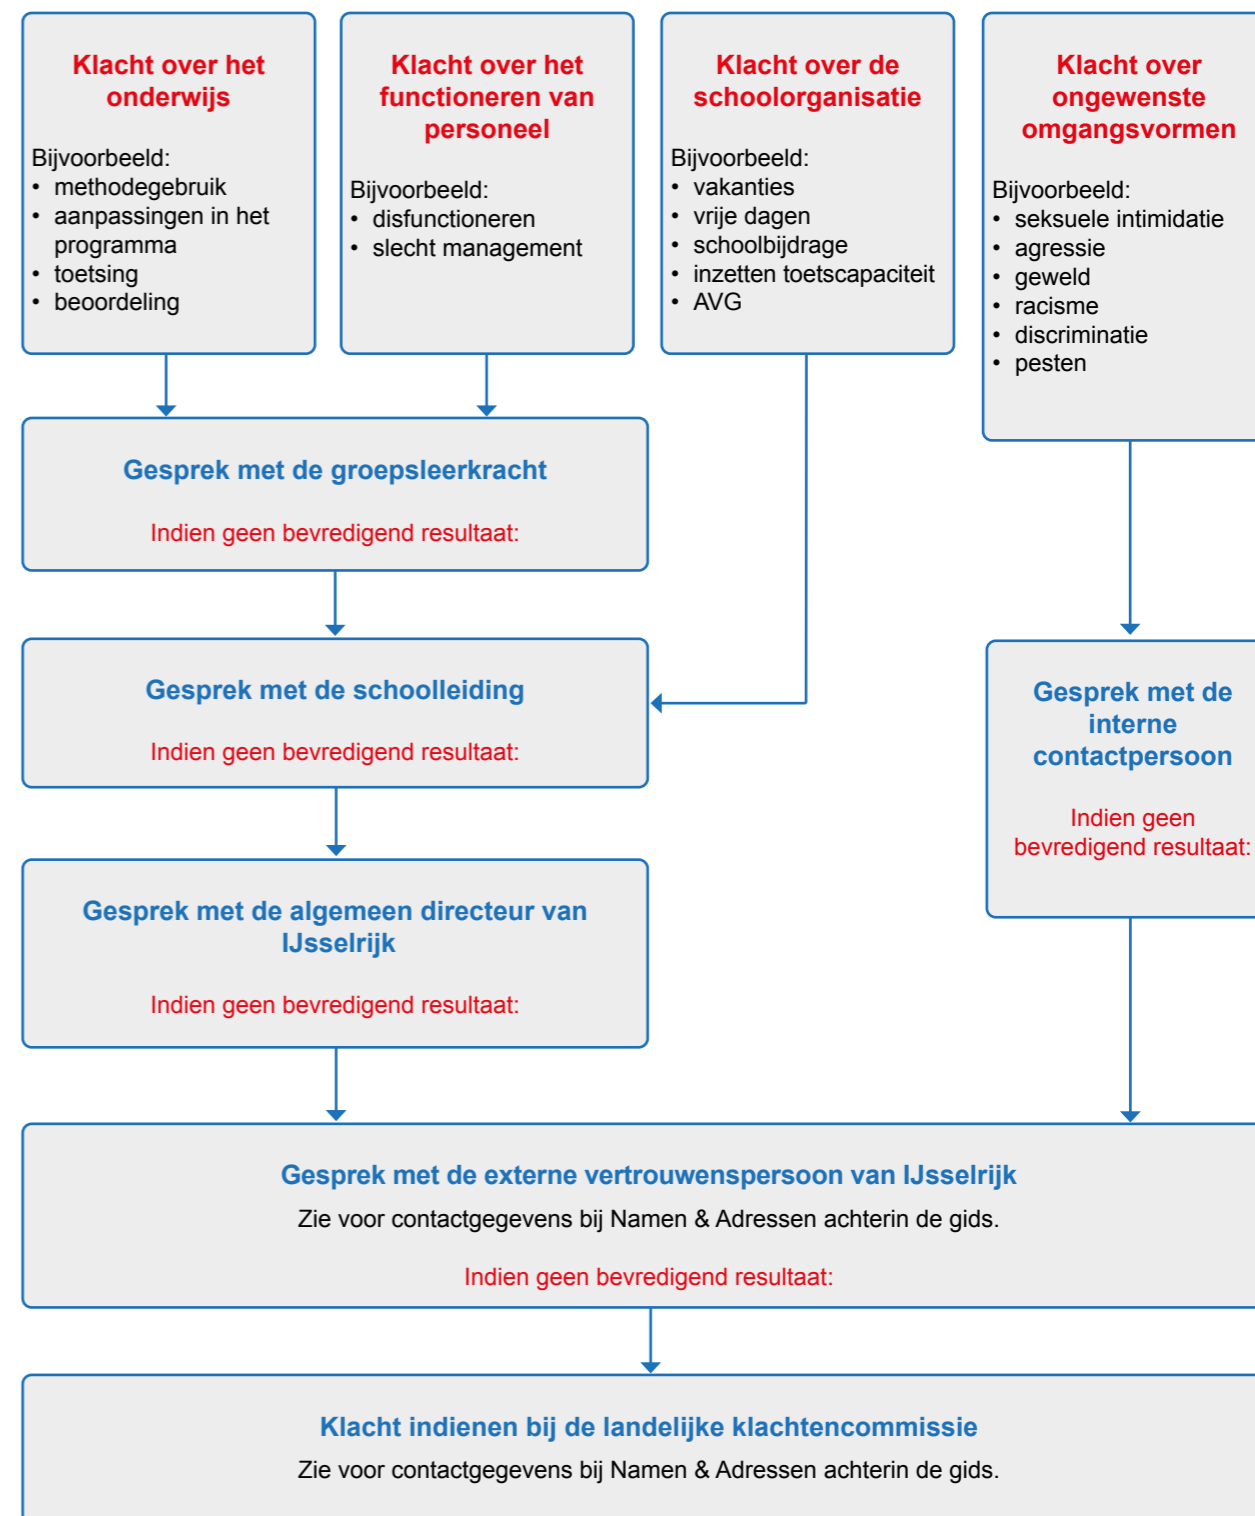 Klacht over het
onderwijs
Bijvoorbeeld:
• methodegebruik
• aanpassingen in het
programma
• toetsing
• beoordeling
Klacht over het
functioneren van
personeel
Bijvoorbeeld:
• disfunctioneren
• slecht management
Klacht over de
schoolorganisatie
Bijvoorbeeld:
• vakanties
• vrije dagen
• schoolbijdrage
• inzetten toetscapaciteit
• AVG
Klacht over
ongewenste
omgangsvormen
Bijvoorbeeld:
• seksuele intimidatie
• agressie
• geweld
• racisme
• discriminatie
• pesten
Gesprek met de groepsleerkracht
Indien geen bevredigend resultaat:
Gesprek met de schoolleiding
Indien geen bevredigend resultaat:
Gesprek met de interne
contactpersoon
Indien geen
bevredigend resultaat:
Gesprek met de algemeen directeur van
IJsselrijk
Indien geen bevredigend resultaat:
Gesprek met de externe vertrouwenspersoon van IJsselrijk
Zie voor contactgegevens bij Namen & Adressen achterin de gids.
Indien geen bevredigend resultaat:
Klacht indienen bij de landelijke klachtencommissie
Zie voor contactgegevens bij Namen & Adressen achterin de gids.